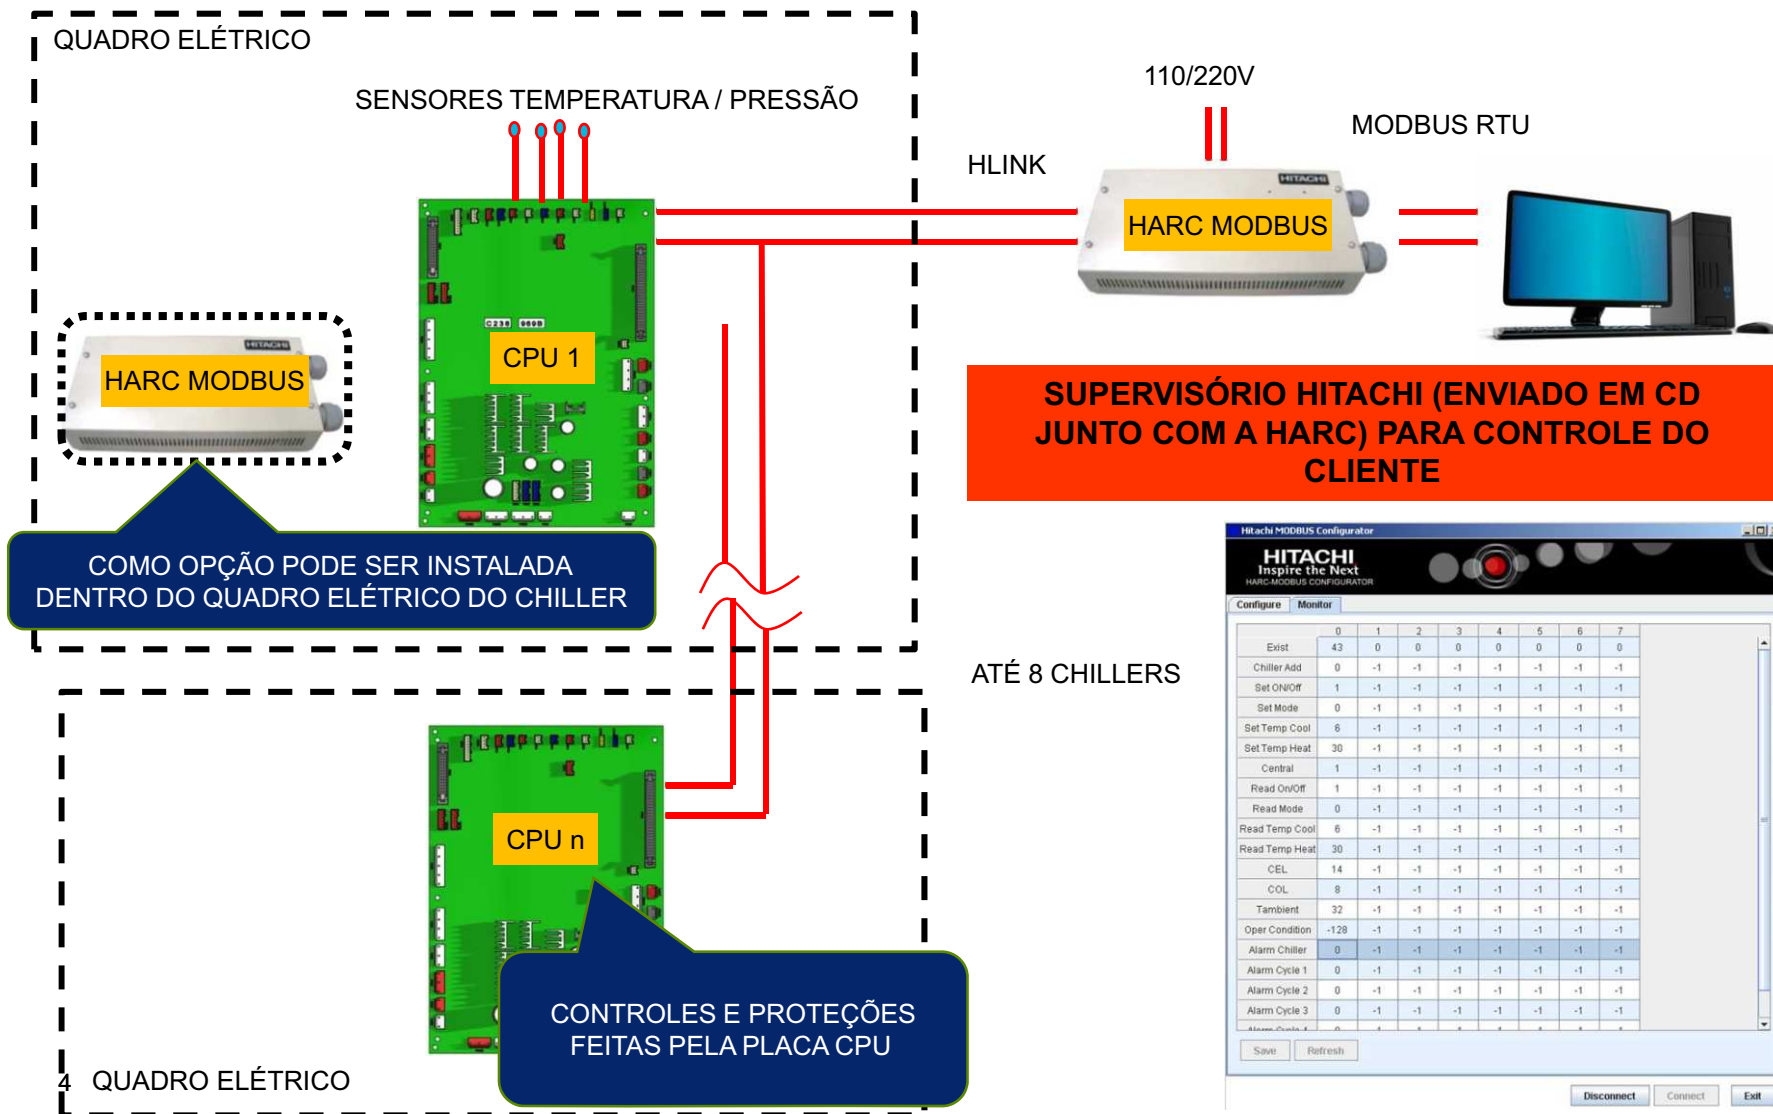 QUADRO ELÉTRICO
SENSORES TEMPERATURA / PRESSÃO
110/220V
MODBUS RTU
HLINK
HITACHI
HARC MODBUS
C238 969B
CPU 1
HITACHI
HARC MODBUS
SUPERVISÓRIO HITACHI (ENVIADO EM CD
JUNTO COM A HARC) PARA CONTROLE DO
CLIENTE
COMO OPÇÃO PODE SER INSTALADA
DENTRO DO QUADRO ELÉTRICO DO CHILLER
ATÉ 8 CHILLERS
CPU n
CONTROLES E PROTEÇÕES
FEITAS PELA PLACA CPU
4 QUADRO ELÉTRICO
Hitachi MODBUS Configurator
HITACHI
Inspire the Next
HARC-MODBUS CONFIGURATOR
Configure Monitor
0 1 2 3 4 5 6 7
Exist 43 0 0 0 0 0 0 0
Chiller Add 0 -1 -1 -1 -1 -1 -1 -1
Set ON/Off 1 -1 -1 -1 -1 -1 -1 -1
Set Mode 0 -1 -1 -1 -1 -1 -1 -1
Set Temp Cool 6 -1 -1 -1 -1 -1 -1 -1
Set Temp Heat 30 -1 -1 -1 -1 -1 -1 -1
Central 1 -1 -1 -1 -1 -1 -1 -1
Read On/Off 1 -1 -1 -1 -1 -1 -1 -1
Read Mode 0 -1 -1 -1 -1 -1 -1 -1
Read Temp Cool 6 -1 -1 -1 -1 -1 -1 -1
Read Temp Heat 30 -1 -1 -1 -1 -1 -1 -1
CEL 14 -1 -1 -1 -1 -1 -1 -1
COL 8 -1 -1 -1 -1 -1 -1 -1
Tambient 32 -1 -1 -1 -1 -1 -1 -1
Oper Condition -128 -1 -1 -1 -1 -1 -1 -1
Alarm Chiller 0 -1 -1 -1 -1 -1 -1 -1
Alarm Cycle 1 0 -1 -1 -1 -1 -1 -1 -1
Alarm Cycle 2 0 -1 -1 -1 -1 -1 -1 -1
Alarm Cycle 3 0 -1 -1 -1 -1 -1 -1 -1
Save Refresh
Disconnect Connect Exit